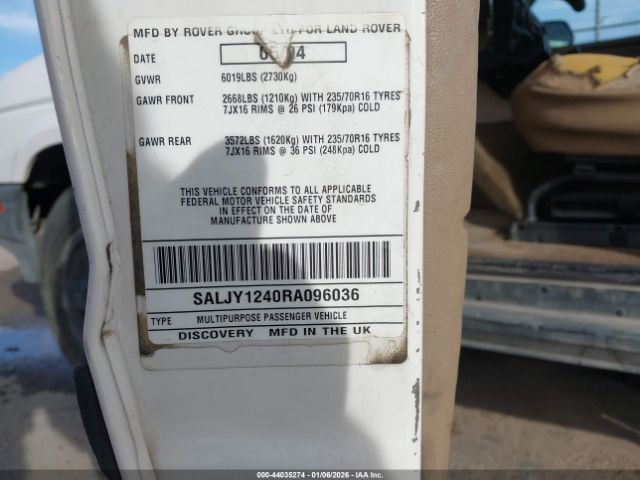 MFD BY ROVER GROUP LTD FOR LAND ROVER
DATE 04
GVWR 6019LBS (2730Kg)
GAWR FRONT 2668LBS (1210Kg) WITH 235/70R16 TYRES
7JX16 RIMS @ 26 PSI (179Kpa) COLD
GAWR REAR 3572LBS (1620Kg) WITH 235/70R16 TYRES
7JX16 RIMS @ 36 PSI (248Kpa) COLD
THIS VEHICLE CONFORMS TO ALL APPLICABLE
FEDERAL MOTOR VEHICLE SAFETY STANDARDS
IN EFFECT ON THE DATE OF
MANUFACTURE SHOWN ABOVE
SALJY1240RA096036
TYPE MULTIPURPOSE PASSENGER VEHICLE
DISCOVERY MFD IN THE UK
000-44035274 - 01/06/2026 - IAA Inc.